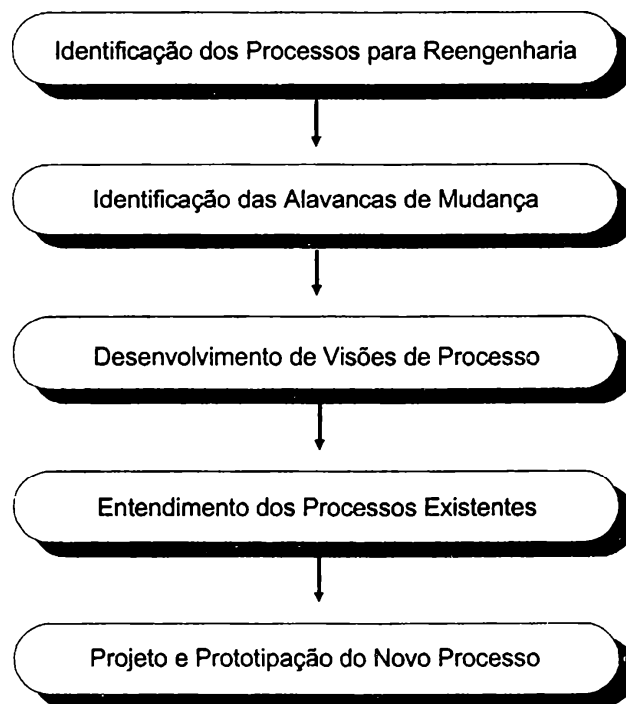 Identificação dos Processos para Reengenharia
Identificação das Alavancas de Mudança
Desenvolvimento de Visões de Processo
Entendimento dos Processos Existentes
Projeto e Prototipação do Novo Processo